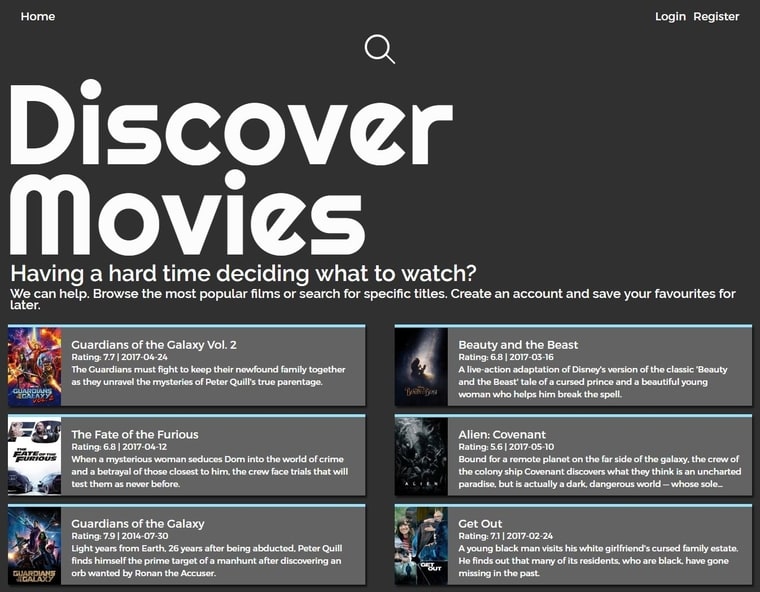 Home
Login Register
Discover
Movies
Having a hard time deciding what to watch?
We can help. Browse the most popular films or search for specific titles. Create an account and save your favourites for
later.
Guardians of the Galaxy Vol. 2
Rating: 7.7 | 2017-04-24
The Guardians must fight to keep their newfound family together
as they unravel the mysteries of Peter Quill's true parentage.
GUARDIANS
GALAXY
Beauty and the Beast
Rating: 6.8 | 2017-03-16
A live-action adaptation of Disney's version of the classic 'Beauty
and the Beast' tale of a cursed prince and a beautiful young
woman who helps him break the spell.
Beauty Beast
The Fate of the Furious
Rating: 6.8 | 2017-04-12
When a mysterious woman seduces Dom into the world of crime
and a betrayal of those closest to him, the crew face trials that will
test them as never before.
THE
FATE OF THE
FURIOUS
Alien: Covenant
Rating: 5.6 | 2017-05-10
Bound for a remote planet on the far side of the galaxy, the crew of
the colony ship Covenant discovers what they think is an uncharted
paradise, but is actually a dark, dangerous world — whose sole...
ALIEN
Guardians of the Galaxy
Rating: 7.9 | 2014-07-30
Light years from Earth, 26 years after being abducted, Peter Quill
finds himself the prime target of a manhunt after discovering an
orb wanted by Ronan the Accuser.
GUARDIANS
GALAXY
Get Out
Rating: 7.1 | 2017-02-24
A young black man visits his white girlfriend's cursed family estate.
He finds out that many of its residents, who are black, have gone
missing in the past.
GET
OUT